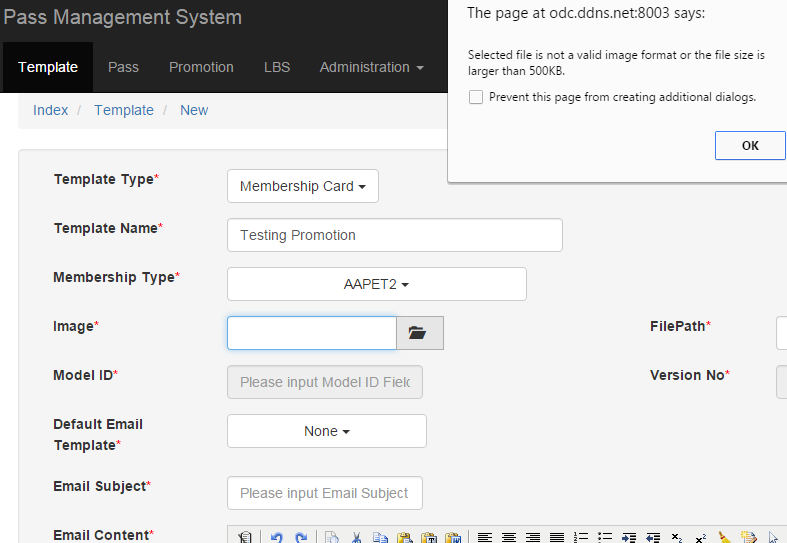 Pass Management System
The page at odc.ddns.net:8003 says:
Selected file is not a valid image format or the file size is
larger than 500KB.
Prevent this page from creating additional dialogs.
OK
Template Pass Promotion LBS Administration
Index / Template / New
Template Type* Membership Card
Template Name* Testing Promotion
Membership Type* AAPET2
Image* FilePath*
Model ID* Please input Model ID Field Version No*
Default Email
Template* None
Email Subject* Please input Email Subject
Email Content*